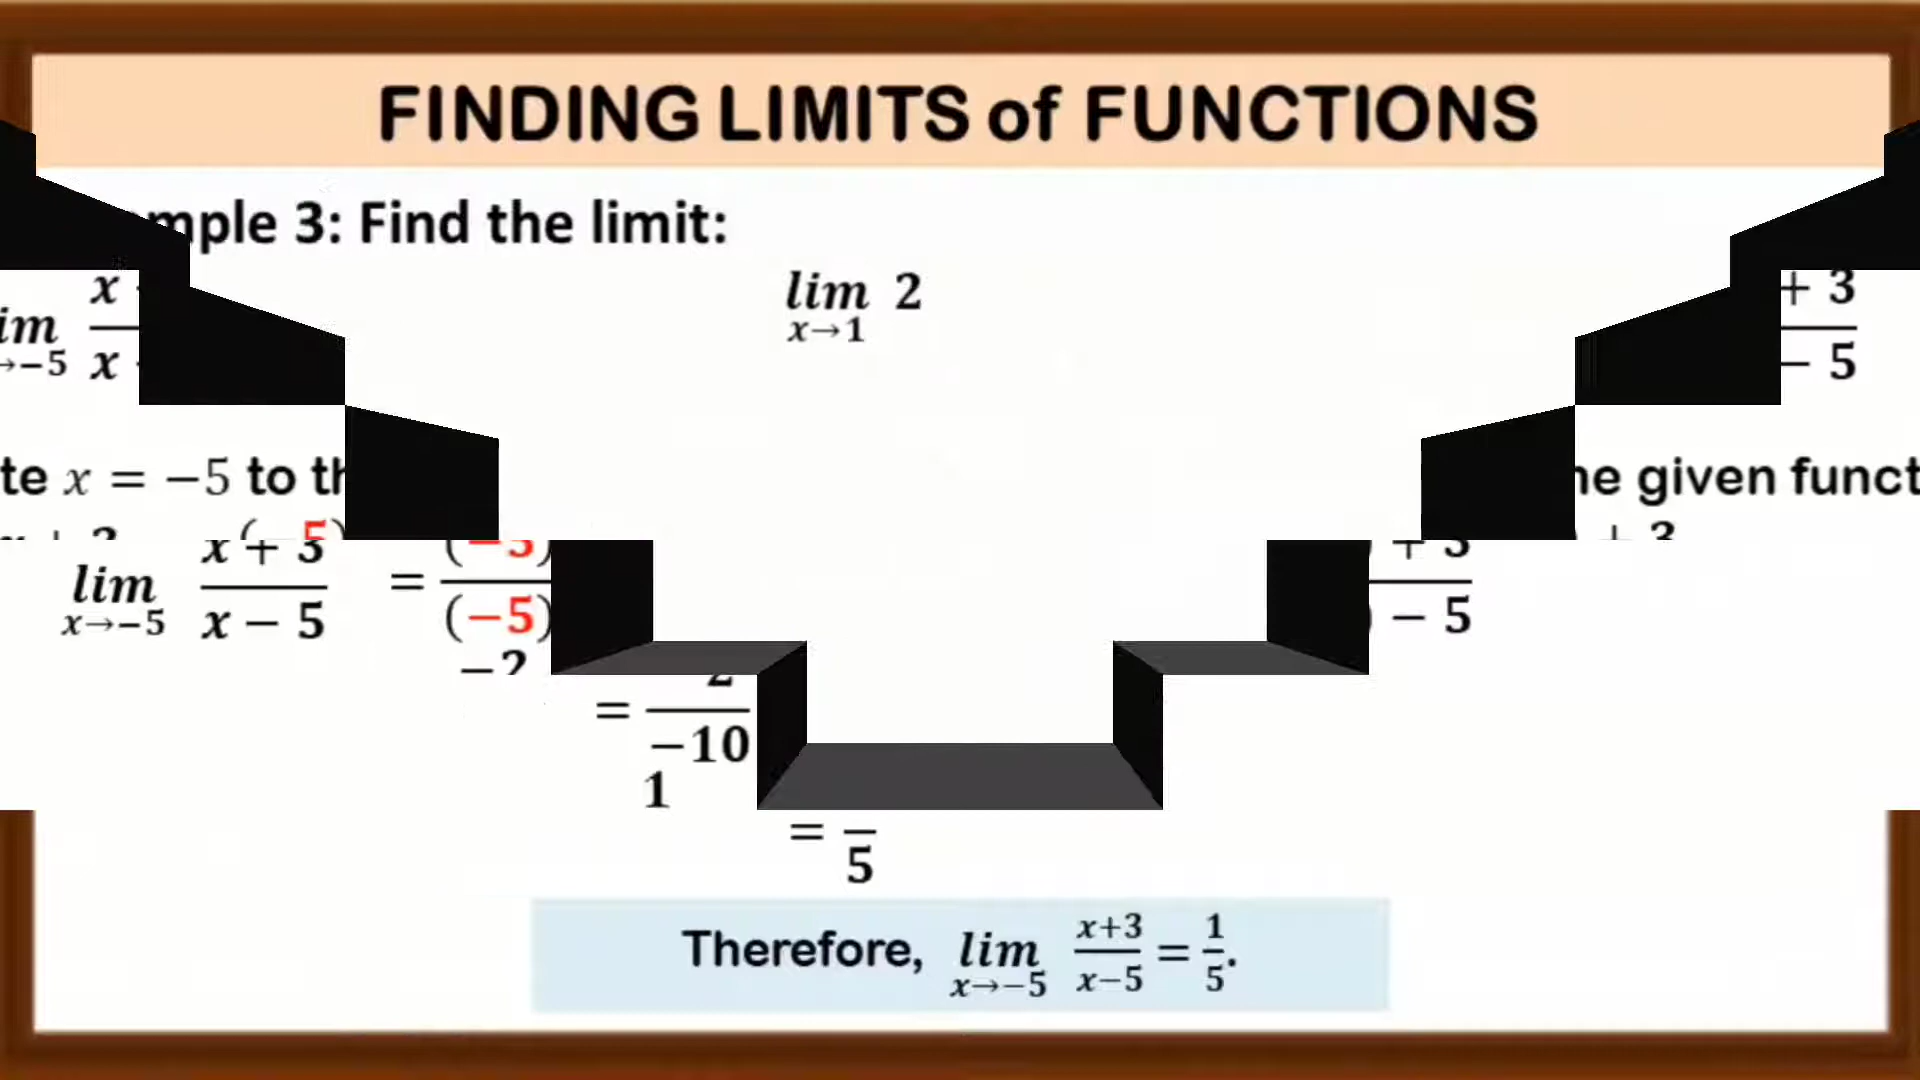 FINDING LIMITS of FUNCTIONS
mple 3: Find the limit:
lim 2
x→1
im x
→−5 x
+ 3
− 5
te x = −5 to th
he given funct
lim x + 3 = (−5) + 3
x→−5 x − 5 (−5) − 5
−2
= −10
1
= 5
Therefore, lim x+3 = 1
x→−5 x−5 5.